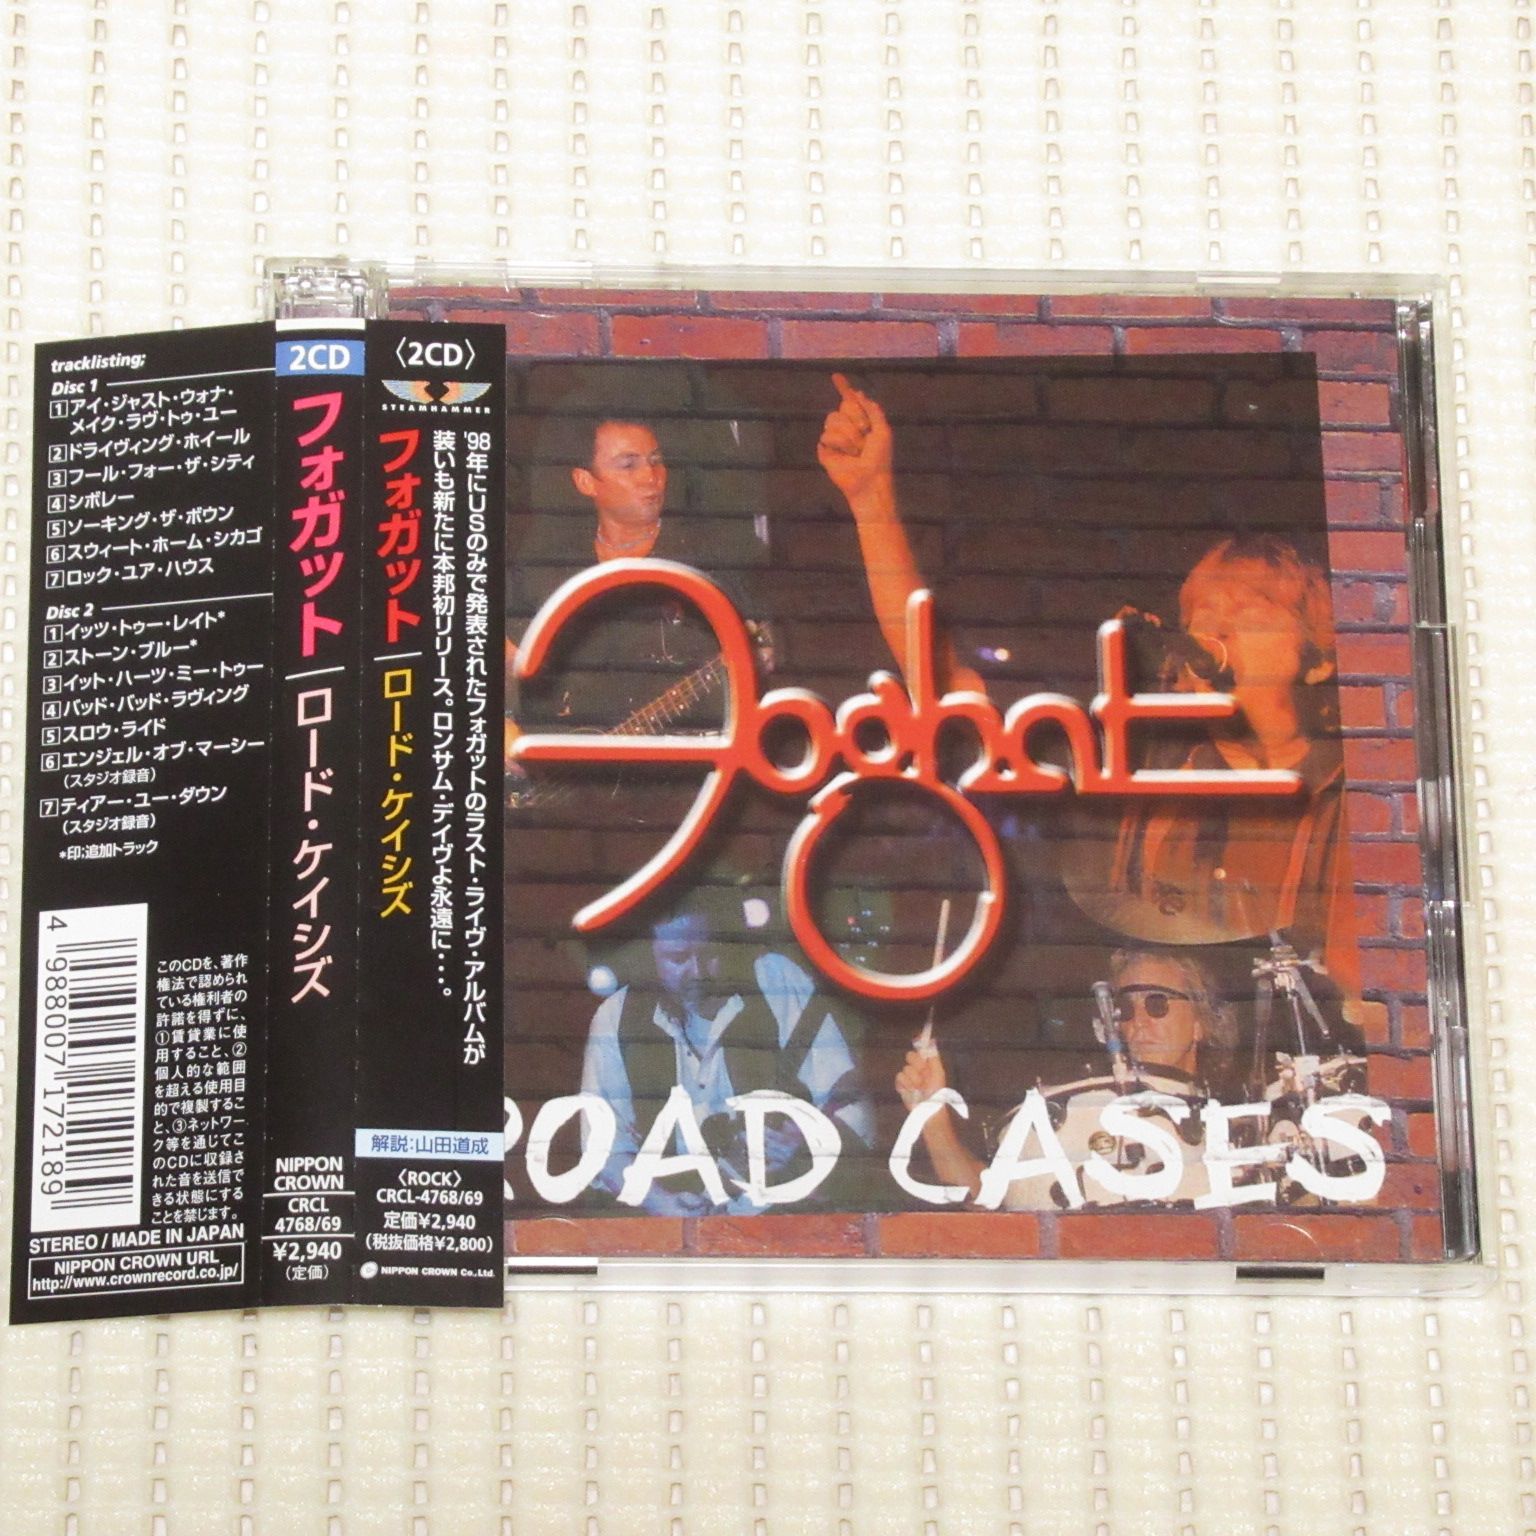 tracklisting;
Disc 1
1 アイ・ジャスト・ウォナ・
メイク・ラヴ・トゥ・ユー
2 ドライヴィング・ホイール
3 フール・フォー・ザ・シティ
4 シボレー
5 ソーキング・ザ・ボウン
6 スウィート・ホーム・シカゴ
7 ロック・ユア・ハウス
Disc 2
1 イッツ・トゥー・レイト*
2 ストーン・ブルー*
3 イット・ハーツ・ミー・トゥー
4 バッド・バッド・ラヴィング
5 スロウ・ライド
6 エンジェル・オブ・マーシー
(スタジオ録音)
7 ティアー・ユー・ダウン
(スタジオ録音)
*印:追加トラック
4 988007 172189
このCDを、著作
権法で認められ
ている権利者の
許諾を得ずに、
①賃貸業に使
用すること、②
個人的な範囲
を超える使用目
的で複製するこ
と、③ネットワー
ク等を通じてこ
のCDに収録さ
れた音を送信で
きる状態にする
ことを禁じます。
STEREO / MADE IN JAPAN
NIPPON CROWN URL
http://www.crownrecord.co.jp/
2CD
フォガット
ロード・ケイシズ
NIPPON
CROWN
CRCL
4768/69
¥2,940
(定価)
〈2CD〉
STEAMHAMMER
'98年にUSのみで発表されたフォガットのラスト・ライヴ・アルバムが
装いも新たに本邦初リリース。ロンサム・デイヴよ永遠に・・・・。
フォガット
ロード・ケイシズ
解説:山田道成
〈ROCK〉
CRCL-4768/69
定価¥2,940
(税抜価格¥2,800)
NIPPON CROWN Co.,Ltd.
Foghat
ROAD CASES